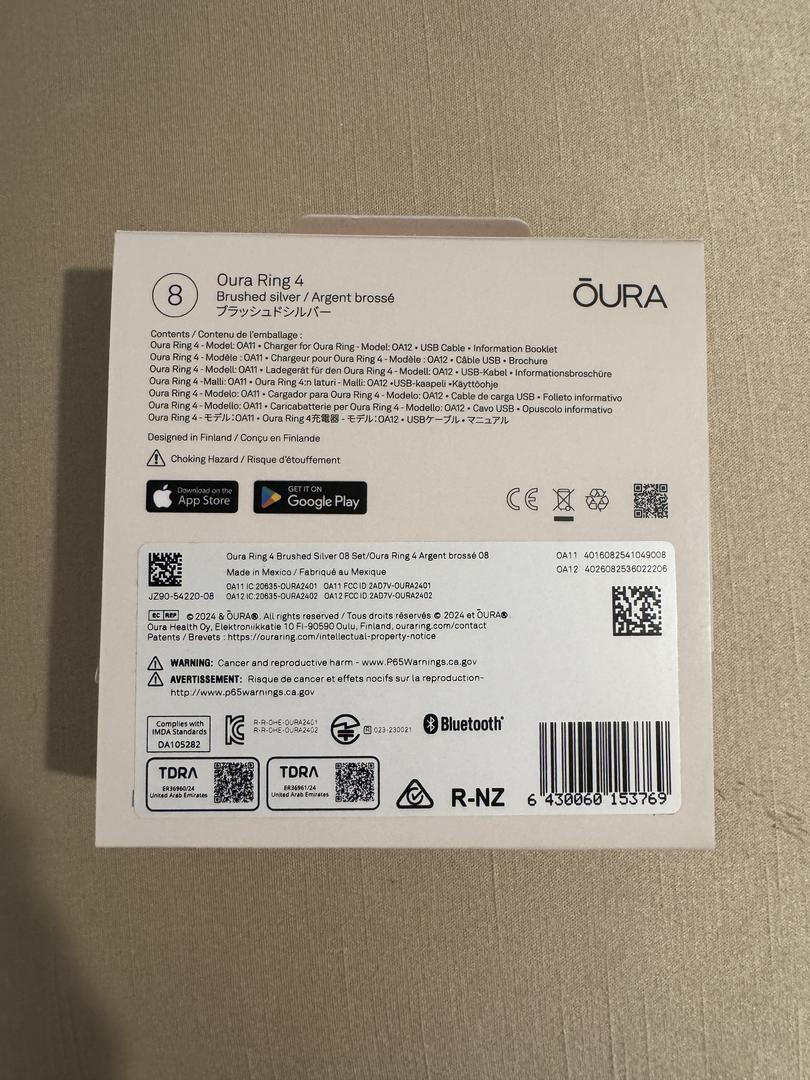 8
Oura Ring 4
Brushed silver / Argent brossé
ブラッシュドシルバー
ŌURA
Contents / Contenu de l'emballage :
Oura Ring 4 - Model: OA11 • Charger for Oura Ring - Model: OA12 • USB Cable • Information Booklet
Oura Ring 4 - Modèle : OA11 • Chargeur pour Oura Ring 4 - Modèle : OA12 • Câble USB • Brochure
Oura Ring 4 - Modell: OA11 • Ladegerät für den Oura Ring 4 - Modell: OA12 • USB-Kabel • Informationsbroschüre
Oura Ring 4 -Malli: OA11 • Oura Ring 4:n laturi - Malli: OA12 •USB-kaapeli •Käyttöohje
Oura Ring 4 - Modelo: OA11 • Cargador para Oura Ring 4 - Modelo: OA12 • Cable de carga USB • Folleto informativo
Oura Ring 4 - Modello: OA11 • Caricabatterie per Oura Ring 4 - Modello: OA12 • Cavo USB • Opuscolo informativo
Oura Ring 4 - モデル:OA11 • Oura Ring 4充電器 - モデル:OA12 • USBケーブル • マニュアル
Designed in Finland / Conçu en Finlande
Choking Hazard / Risque d'étouffement
Download on the
App Store
GET IT ON
Google Play
CE
Oura Ring 4 Brushed Silver 08 Set/Oura Ring 4 Argent brossé 08
Made in Mexico / Fabriqué au Mexique
OA11 IC:20635-OURA2401 OA11 FCC ID 2AD7V-OURA2401
OA12 IC:20635-OURA2402 OA12 FCC ID 2AD7V-OURA2402
JZ90-54220-08
OA11 4016082541049008
OA12 4026082536022206
EC REP © 2024 & ŌURA®. All rights reserved / Tous droits réservés © 2024 et ŌURA®.
Oura Health Oy, Elektroniikkatie 10 FI-90590 Oulu, Finland, ouraring.com/contact
Patents / Brevets : https://ouraring.com/intellectual-property-notice
WARNING: Cancer and reproductive harm - www.P65Warnings.ca.gov
AVERTISSEMENT: Risque de cancer et effets nocifs sur la reproduction-
http://www.p65warnings.ca.gov
Complies with
IMDA Standards
DA105282
R-R-OHE-OURA2401
R-R-OHE-OURA2402
R 023-230021
Bluetooth®
TDRA
ER36960/24
United Arab Emirates
TDRA
ER36961/24
United Arab Emirates
R-NZ
6 430060 153769